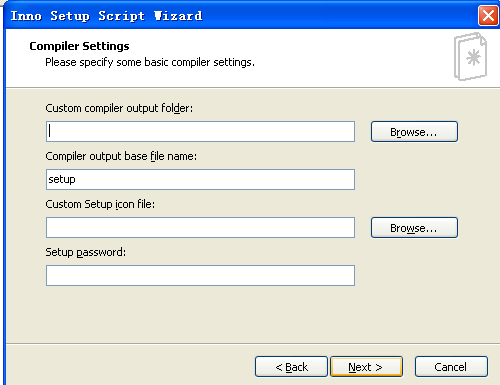 Inno Setup Script Wizard
Compiler Settings
Please specify some basic compiler settings.
Custom compiler output folder:
Browse...
Compiler output base file name:
setup
Custom Setup icon file:
Browse...
Setup password:
< Back
Next >
Cancel